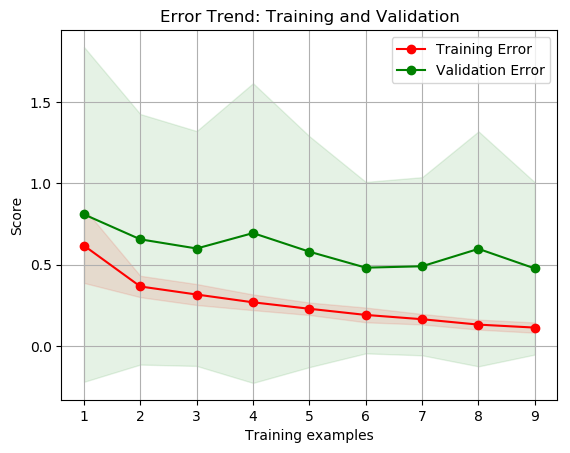 Error Trend: Training and Validation
Training Error
Validation Error
1.5
1.0
0.5
0.0
Score
1 2 3 4 5 6 7 8 9
Training examples